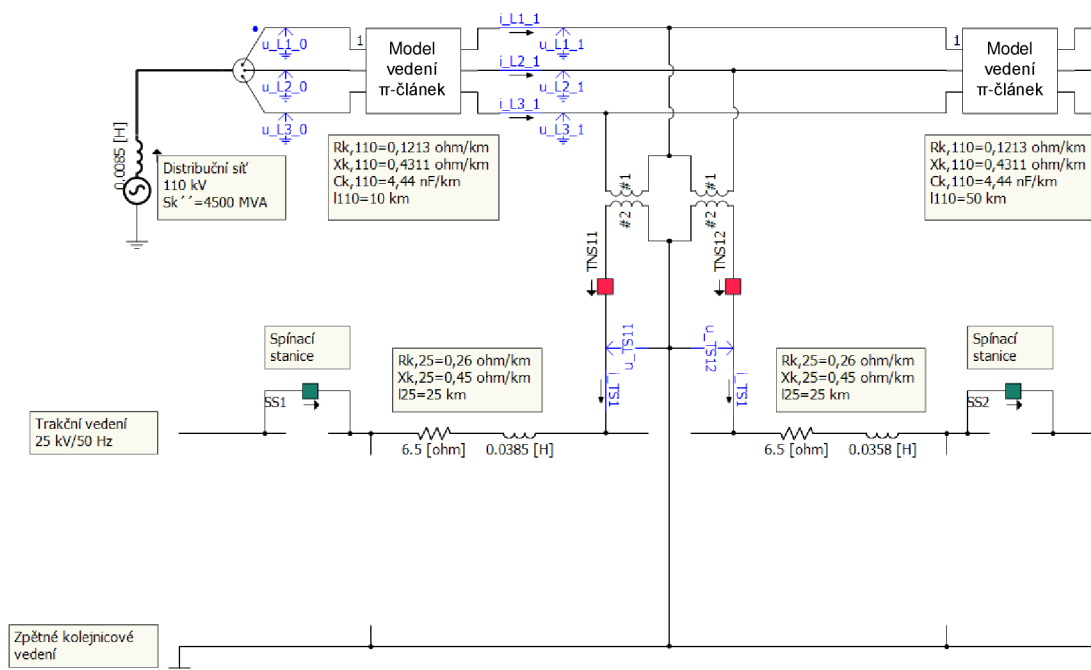 i_L1_1
u_L1_0
1
Model
vedení
π-článek
u_L1_1
1
Model
vedení
π-článek
i_L2_1
u_L2_0
u_L2_1
i_L3_1
u_L3_0
u_L3_1
0.0085 [H]
Distribuční síť
110 kV
Sk´´=4500 MVA
Rk,110=0,1213 ohm/km
Xk,110=0,4311 ohm/km
Ck,110=4,44 nF/km
l110=10 km
Rk,110=0,1213 ohm/km
Xk,110=0,4311 ohm/km
Ck,110=4,44 nF/km
l110=50 km
#1
#1
#2
#2
TNS11
TNS12
Spínací
stanice
Rk,25=0,26 ohm/km
Xk,25=0,45 ohm/km
l25=25 km
u_TS11
u_TS12
Rk,25=0,26 ohm/km
Xk,25=0,45 ohm/km
l25=25 km
Spínací
stanice
SS1
i_TS1
i_TS1
SS2
Trakční vedení
25 kV/50 Hz
6.5 [ohm]
0.0385 [H]
6.5 [ohm]
0.0358 [H]
Zpětné kolejnicové
vedení